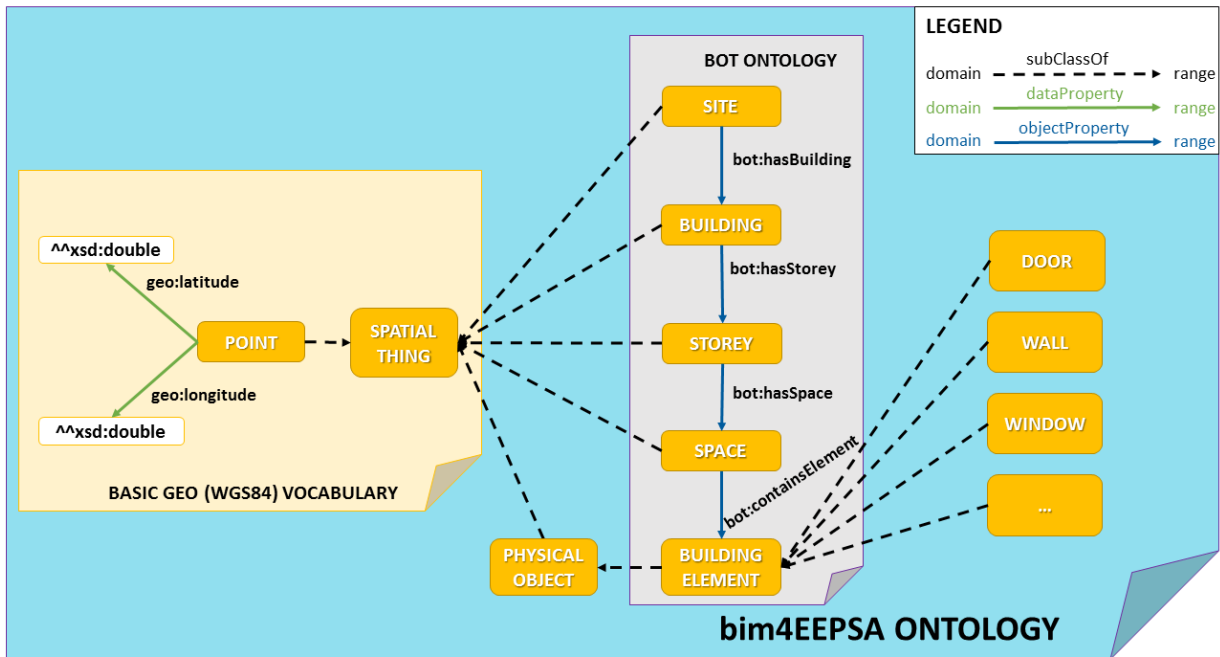 LEGEND
subClassOf
domain range
dataProperty
domain range
objectProperty
domain range
BOT ONTOLOGY
SITE
bot:hasBuilding
BUILDING
bot:hasStorey
STOREY
bot:hasSpace
SPACE
bot:containsElement
BUILDING
ELEMENT
^^xsd:double
geo:latitude
POINT
SPATIAL
THING
geo:longitude
^^xsd:double
BASIC GEO (WGS84) VOCABULARY
PHYSICAL
OBJECT
DOOR
WALL
WINDOW
...
bim4EEPSA ONTOLOGY